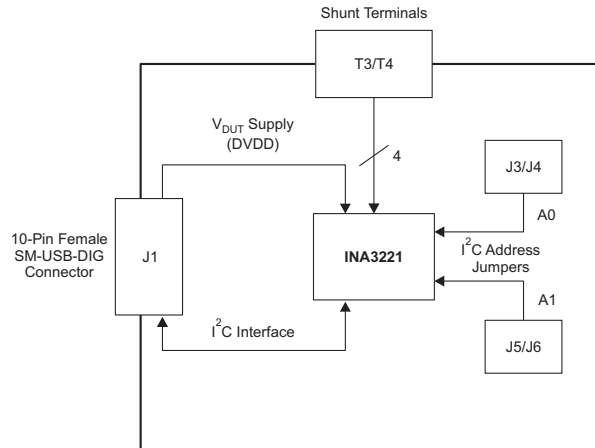 Shunt Terminals
T3/T4
V_DUT Supply
(DVDD)
4
J3/J4
A0
10-Pin Female
SM-USB-DIG
Connector
J1
INA3221
I²C Address
Jumpers
A1
I²C Interface
J5/J6